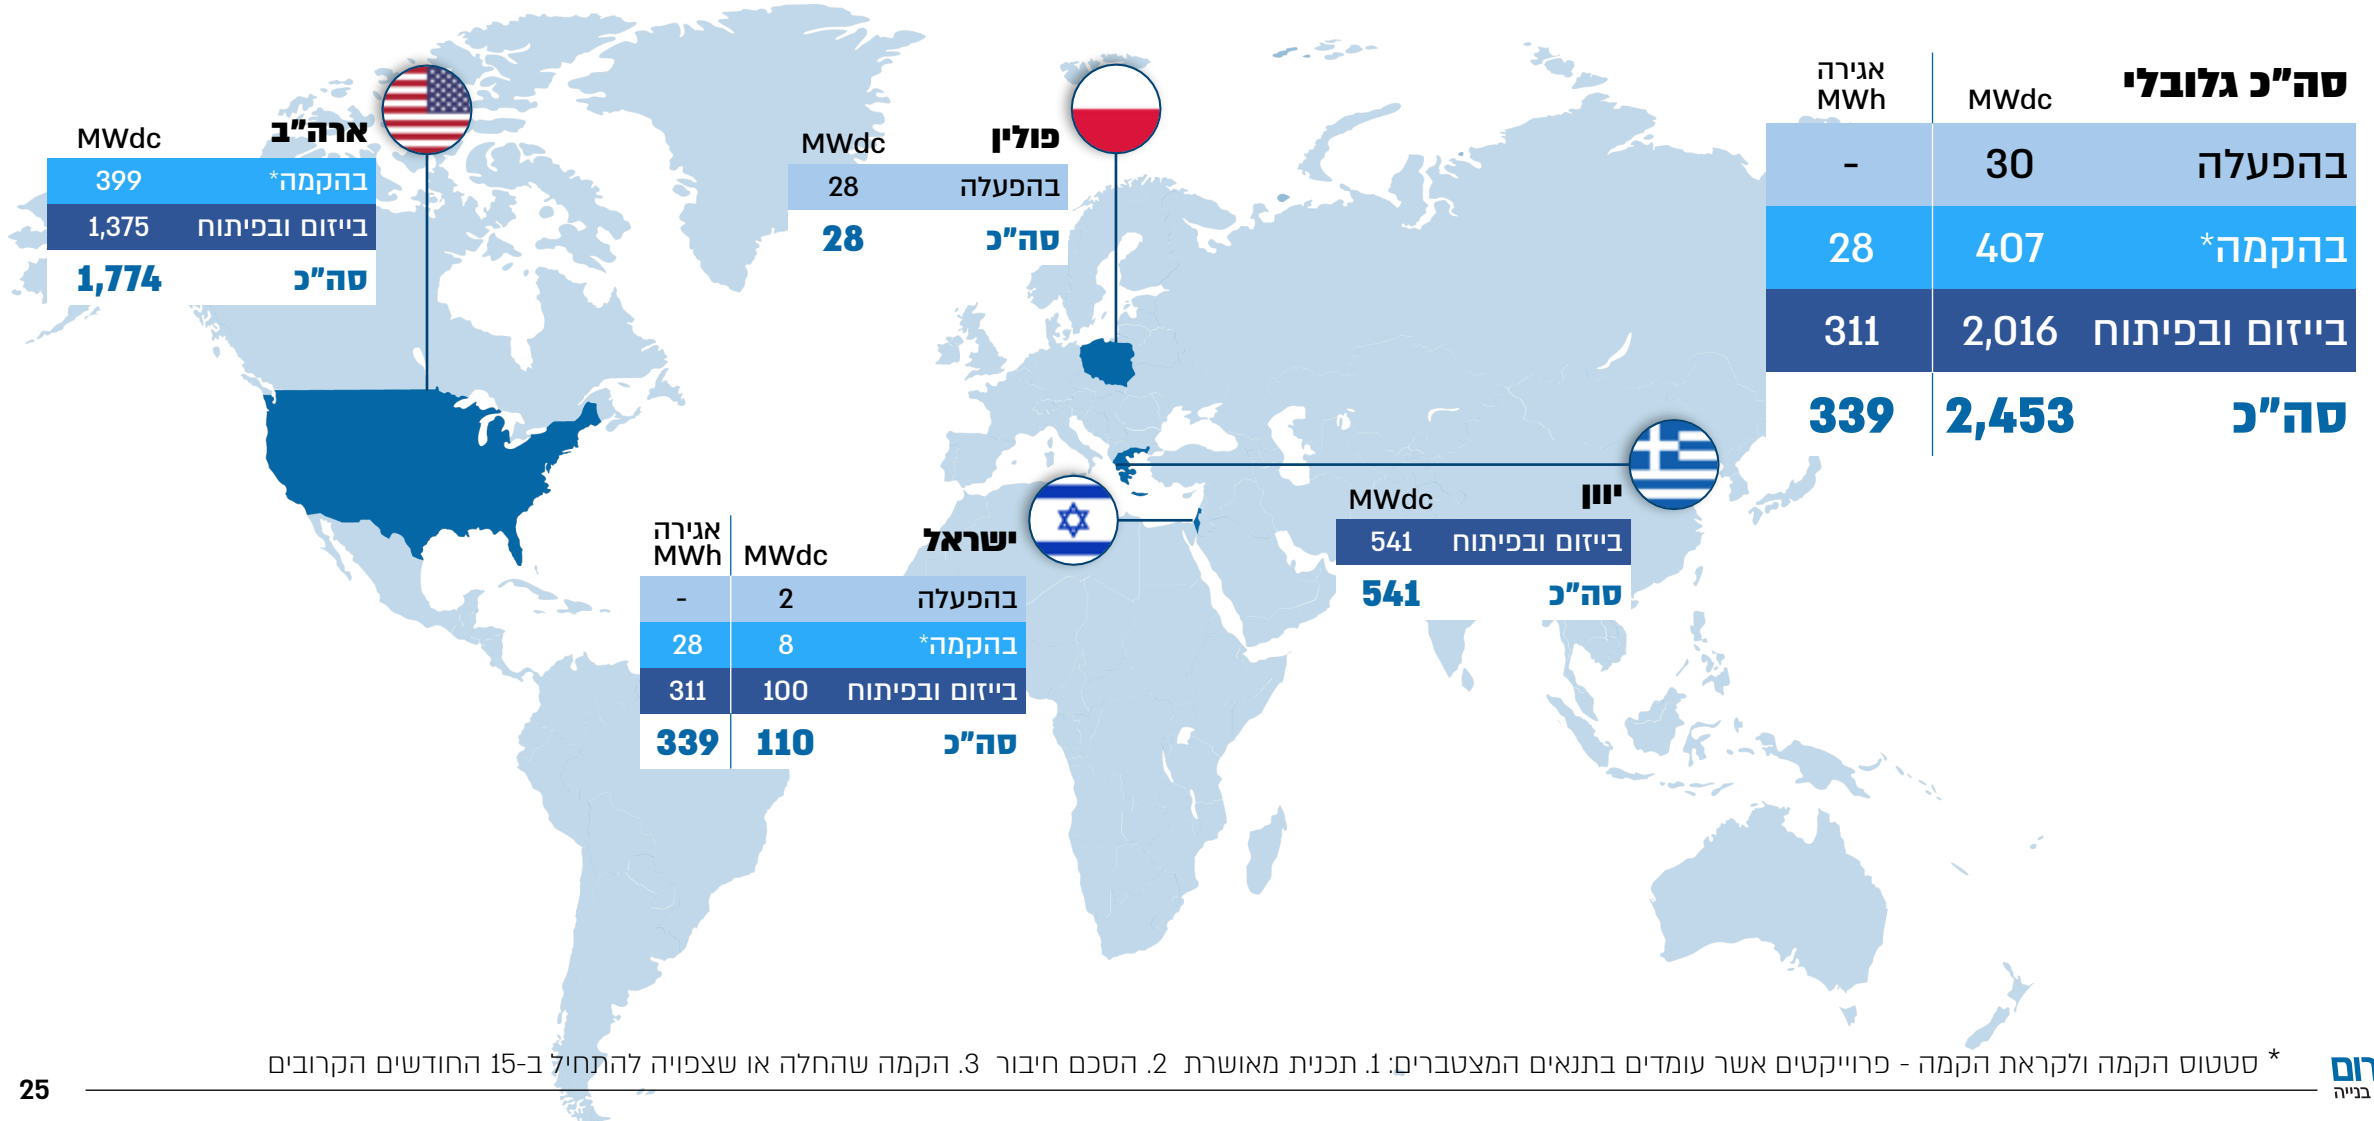 סה"כ גלובלי MWdc אגירה MWh
בהפעלה 30 -
בהקמה* 407 28
בייזום ובפיתוח 2,016 311
סה"כ 2,453 339
ארה"ב MWdc
בהקמה* 399
בייזום ובפיתוח 1,375
סה"כ 1,774
פולין MWdc
בהפעלה 28
סה"כ 28
יוון MWdc
בייזום ובפיתוח 541
סה"כ 541
ישראל MWdc אגירה MWh
בהפעלה 2 -
בהקמה* 8 28
בייזום ובפיתוח 100 311
סה"כ 110 339
* סטטוס הקמה ולקראת הקמה - פרוייקטים אשר עומדים בתנאים המצטברים: 1. תכנית מאושרת 2. הסכם חיבור 3. הקמה שהחלה או שצפויה להתחיל ב-15 החודשים הקרובים
בנייה
25